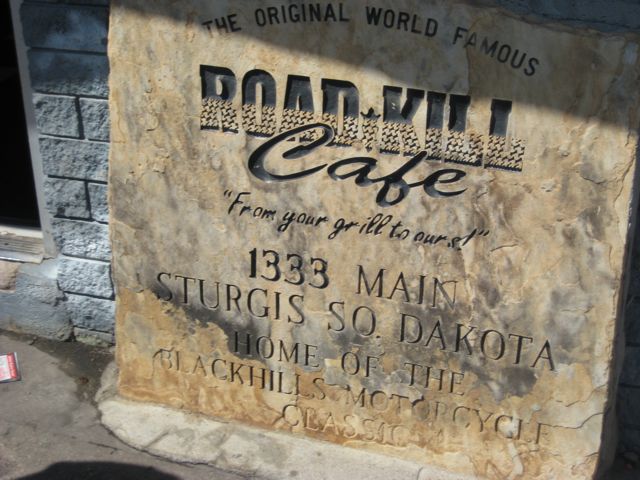 THE ORIGINAL WORLD FAMOUS
ROAD KILL
Cafe
"From your grill to ours!"
1333 MAIN
STURGIS SO. DAKOTA
HOME OF THE
BLACKHILLS MOTORCYCLE
CLASSIC